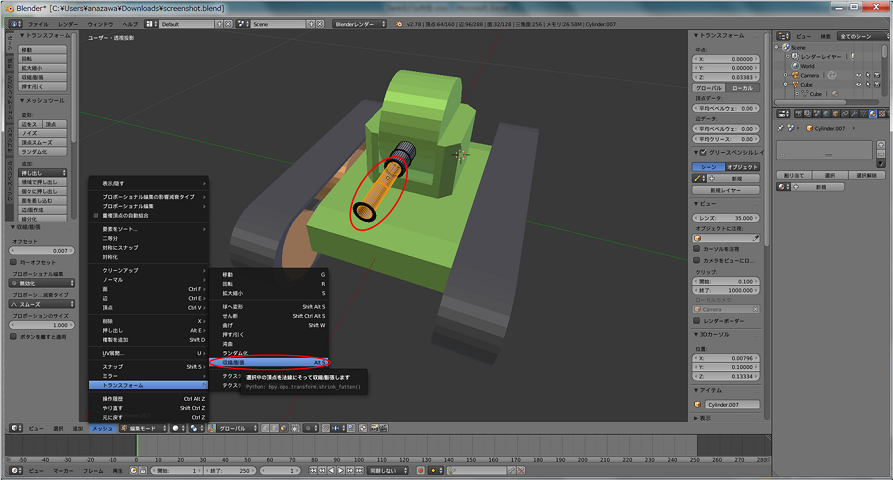 Blender* [C:¥Users¥anazawa¥Downloads¥screenshot.blend]
ファイル レンダー ウィンドウ ヘルプ Default Scene Blenderレンダー v2.78 | 頂点:64/160 | 辺:96/288 | 面:32/128 | 三角面:256 | メモリ:26.58M | Cylinder.007
▼トランスフォーム
移動
回転
拡大縮小
収縮/膨張
押す/引く
▼メッシュツール
変形:
辺をス 頂点
ノイズ
頂点スムーズ
ランダム化
追加:
押し出し
領域で押し出し
個々に押し出し
面を差し込む
辺/面作成
細分化
▼収縮/膨張
オフセット
0.007
均一オフセット
プロポーショナル編集
無効化
プロポーシ...減衰タイプ
スムーズ
プロポーションのサイズ
1.000
ボタンを離すと適用
ユーザー・透視投影
表示/隠す
プロポーショナル編集の影響減衰タイプ
プロポーショナル編集
重複頂点の自動結合
要素をソート...
二等分
対称にスナップ
対称化
クリーンアップ
ノーマル
面 Ctrl F
辺 Ctrl E
頂点 Ctrl V
削除 X
押し出し Alt E
複製を追加 Shift D
UV展開... U
スナップ Shift S
ミラー
トランスフォーム
操作履歴 Ctrl Alt Z
やり直す Shift Ctrl Z
元に戻す Ctrl Z
移動 G
回転 R
拡大縮小 S
球へ変形 Shift Alt S
せん断 Shift Ctrl Alt S
曲げ Shift W
押す/引く
湾曲
ランダム化
収縮/膨張 Alt S
テクス
テクス
選択中の頂点を法線にそって収縮/膨張します
Python: bpy.ops.transform.shrink_fatten()
▼トランスフォーム
中点:
X: 0.00000
Y: 0.00000
Z: 0.03383
グローバル ローカル
頂点データ:
平均ベベルウェ: 0.00
辺データ:
平均ベベルウェ: 0.00
平均クリース: 0.00
▼グリースペンシルレイ
シーン オブジェクト
新規
新規レイヤー
▼ビュー
レンズ: 35.000
オブジェクトに注視:
カーソルを注視
カメラをビューにロ...
クリップ:
開始: 0.100
終了: 1000.000
ローカルカメラ:
Camera
レンダーボーダー
▼3Dカーソル
位置:
X: 0.00796
Y: 0.10000
Z: 0.13334
▼アイテム
Cylinder.007
表示
ビュー 検索 全てのシーン
Scene
レンダーレイヤー
World
Camera
Cube
Cube
Cylinder.007
割り当て 選択 選択解除
新規
ビュー 選択 追加 メッシュ 編集モード グローバル
-50 -40 -30 -20 -10 0 10 20 30 40 50 60 70 80 90 100 110 120 130 140 150 160 170 180 190 200 210 220 230 240 250 260 270 280
ビュー マーカー フレーム 再生 開始: 1 終了: 250 1 同期しない